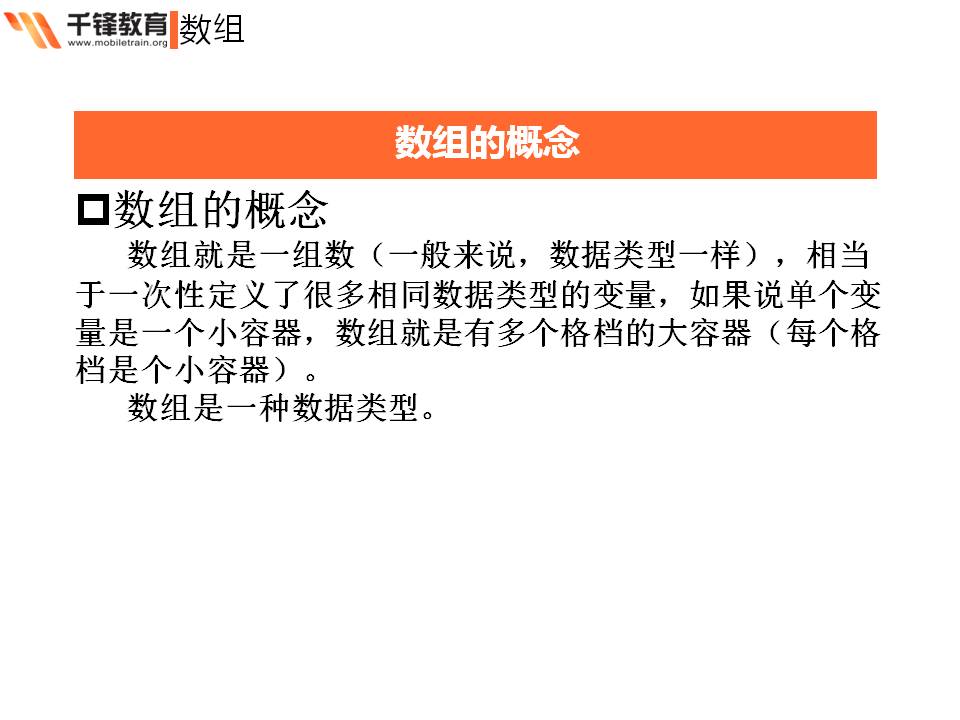 千锋教育 数组
www.mobiletrain.org
数组的概念
数组的概念
数组就是一组数（一般来说，数据类型一样），相当
于一次性定义了很多相同数据类型的变量，如果说单个变
量是一个小容器，数组就是有多个格档的大容器（每个格
档是个小容器）。
数组是一种数据类型。